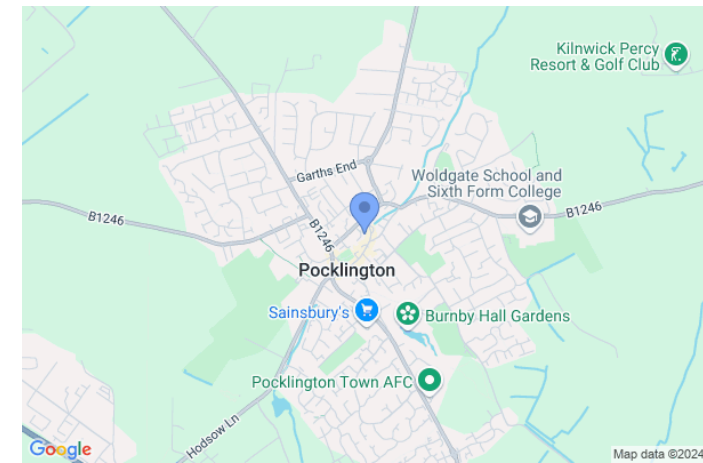 Kilnwick Percy
Resort & Golf Club
Garths End
Woldgate School and
Sixth Form College
B1246
B1246
B1246
Pocklington
Sainsbury's
Burnby Hall Gardens
Pocklington Town AFC
Hodsow Ln
Google
Map data ©2024